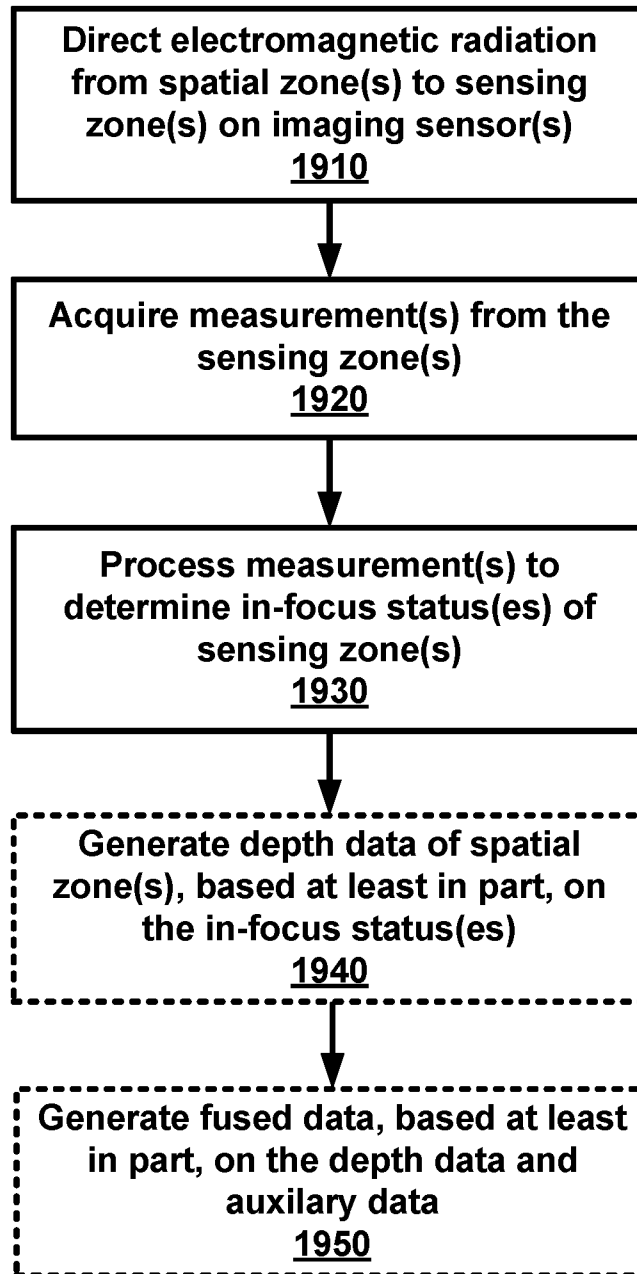 Direct electromagnetic radiation
from spatial zone(s) to sensing
zone(s) on imaging sensor(s)
1910
Acquire measurement(s) from the
sensing zone(s)
1920
Process measurement(s) to
determine in-focus status(es) of
sensing zone(s)
1930
Generate depth data of spatial
zone(s), based at least in part, on
the in-focus status(es)
1940
Generate fused data, based at least
in part, on the depth data and
auxilary data
1950